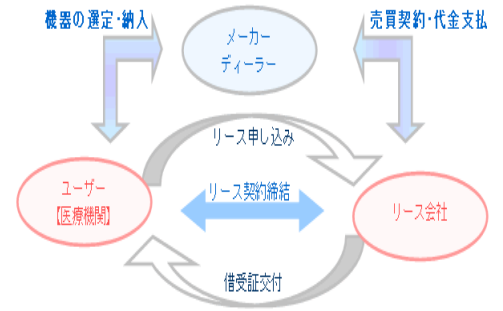 機器の選定・納入
売買契約・代金支払
メーカー
ディーラー
リース申し込み
ユーザー
【医療機関】
リース契約締結
リース会社
借受証交付